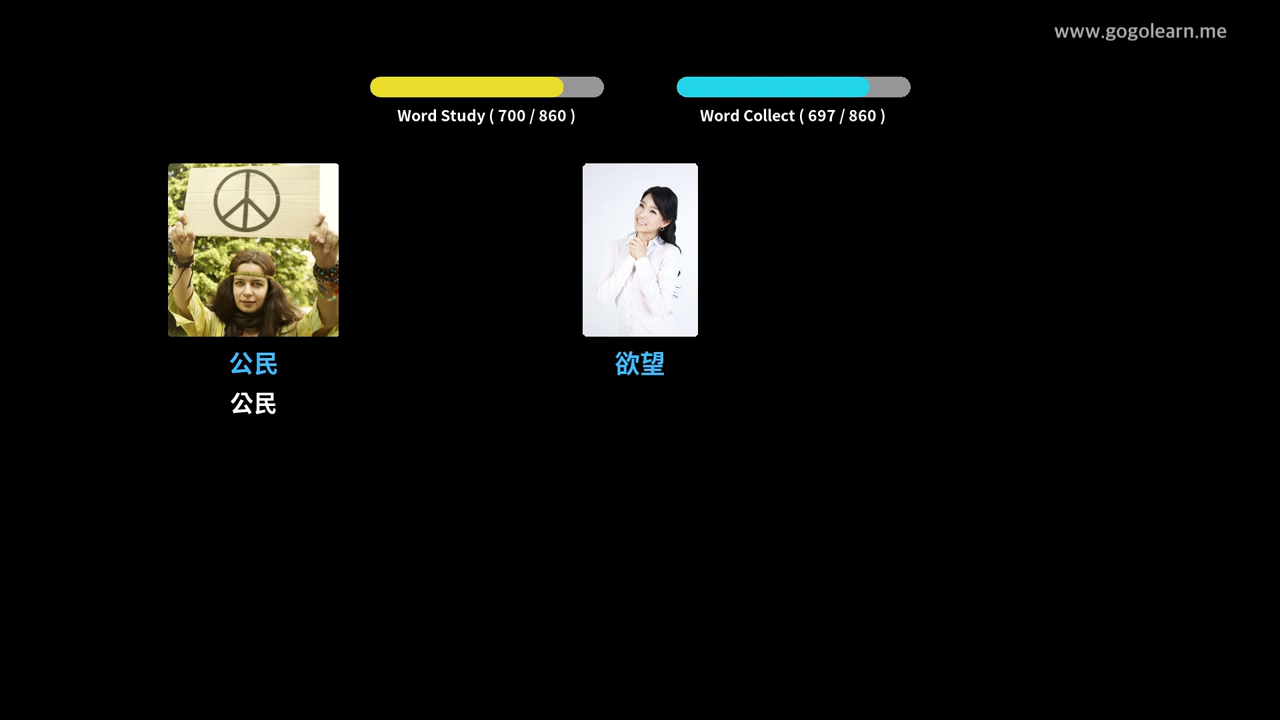 www.gogolearn.me
Word Study ( 700 / 860 )
Word Collect ( 697 / 860 )
公民
公民
欲望